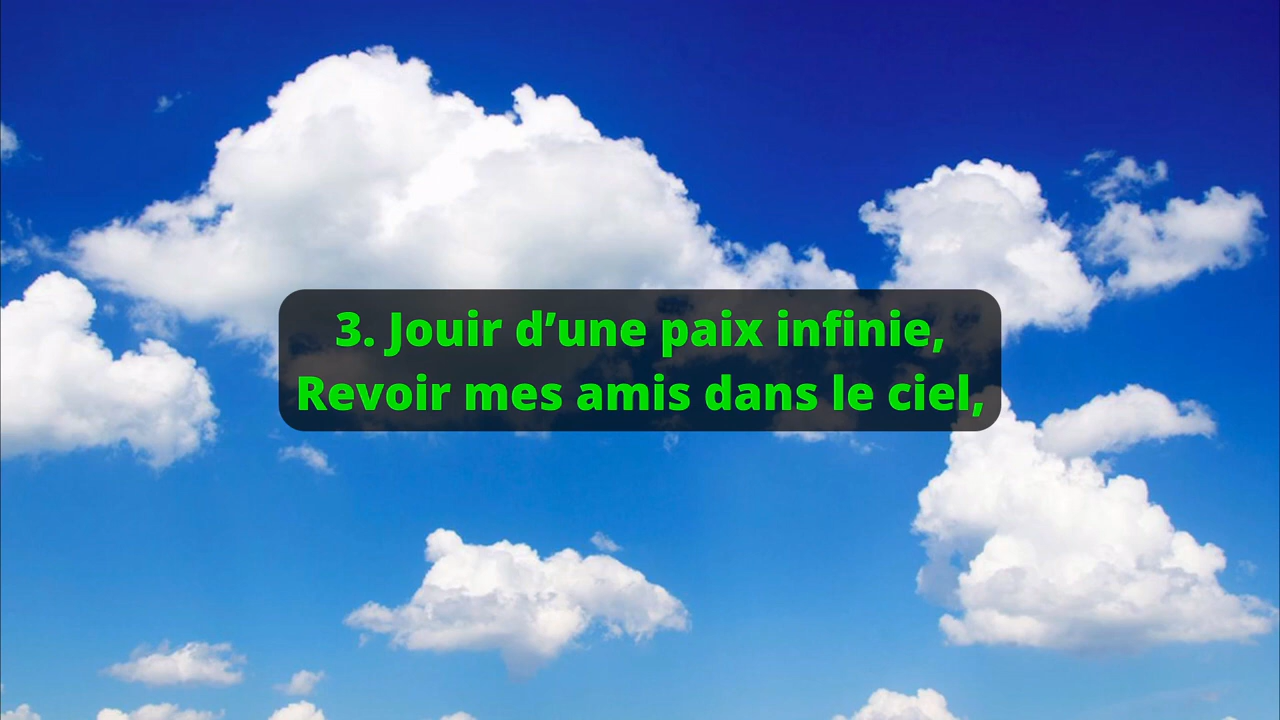 3. Jouir d’une paix infinie,
Revoir mes amis dans le ciel,